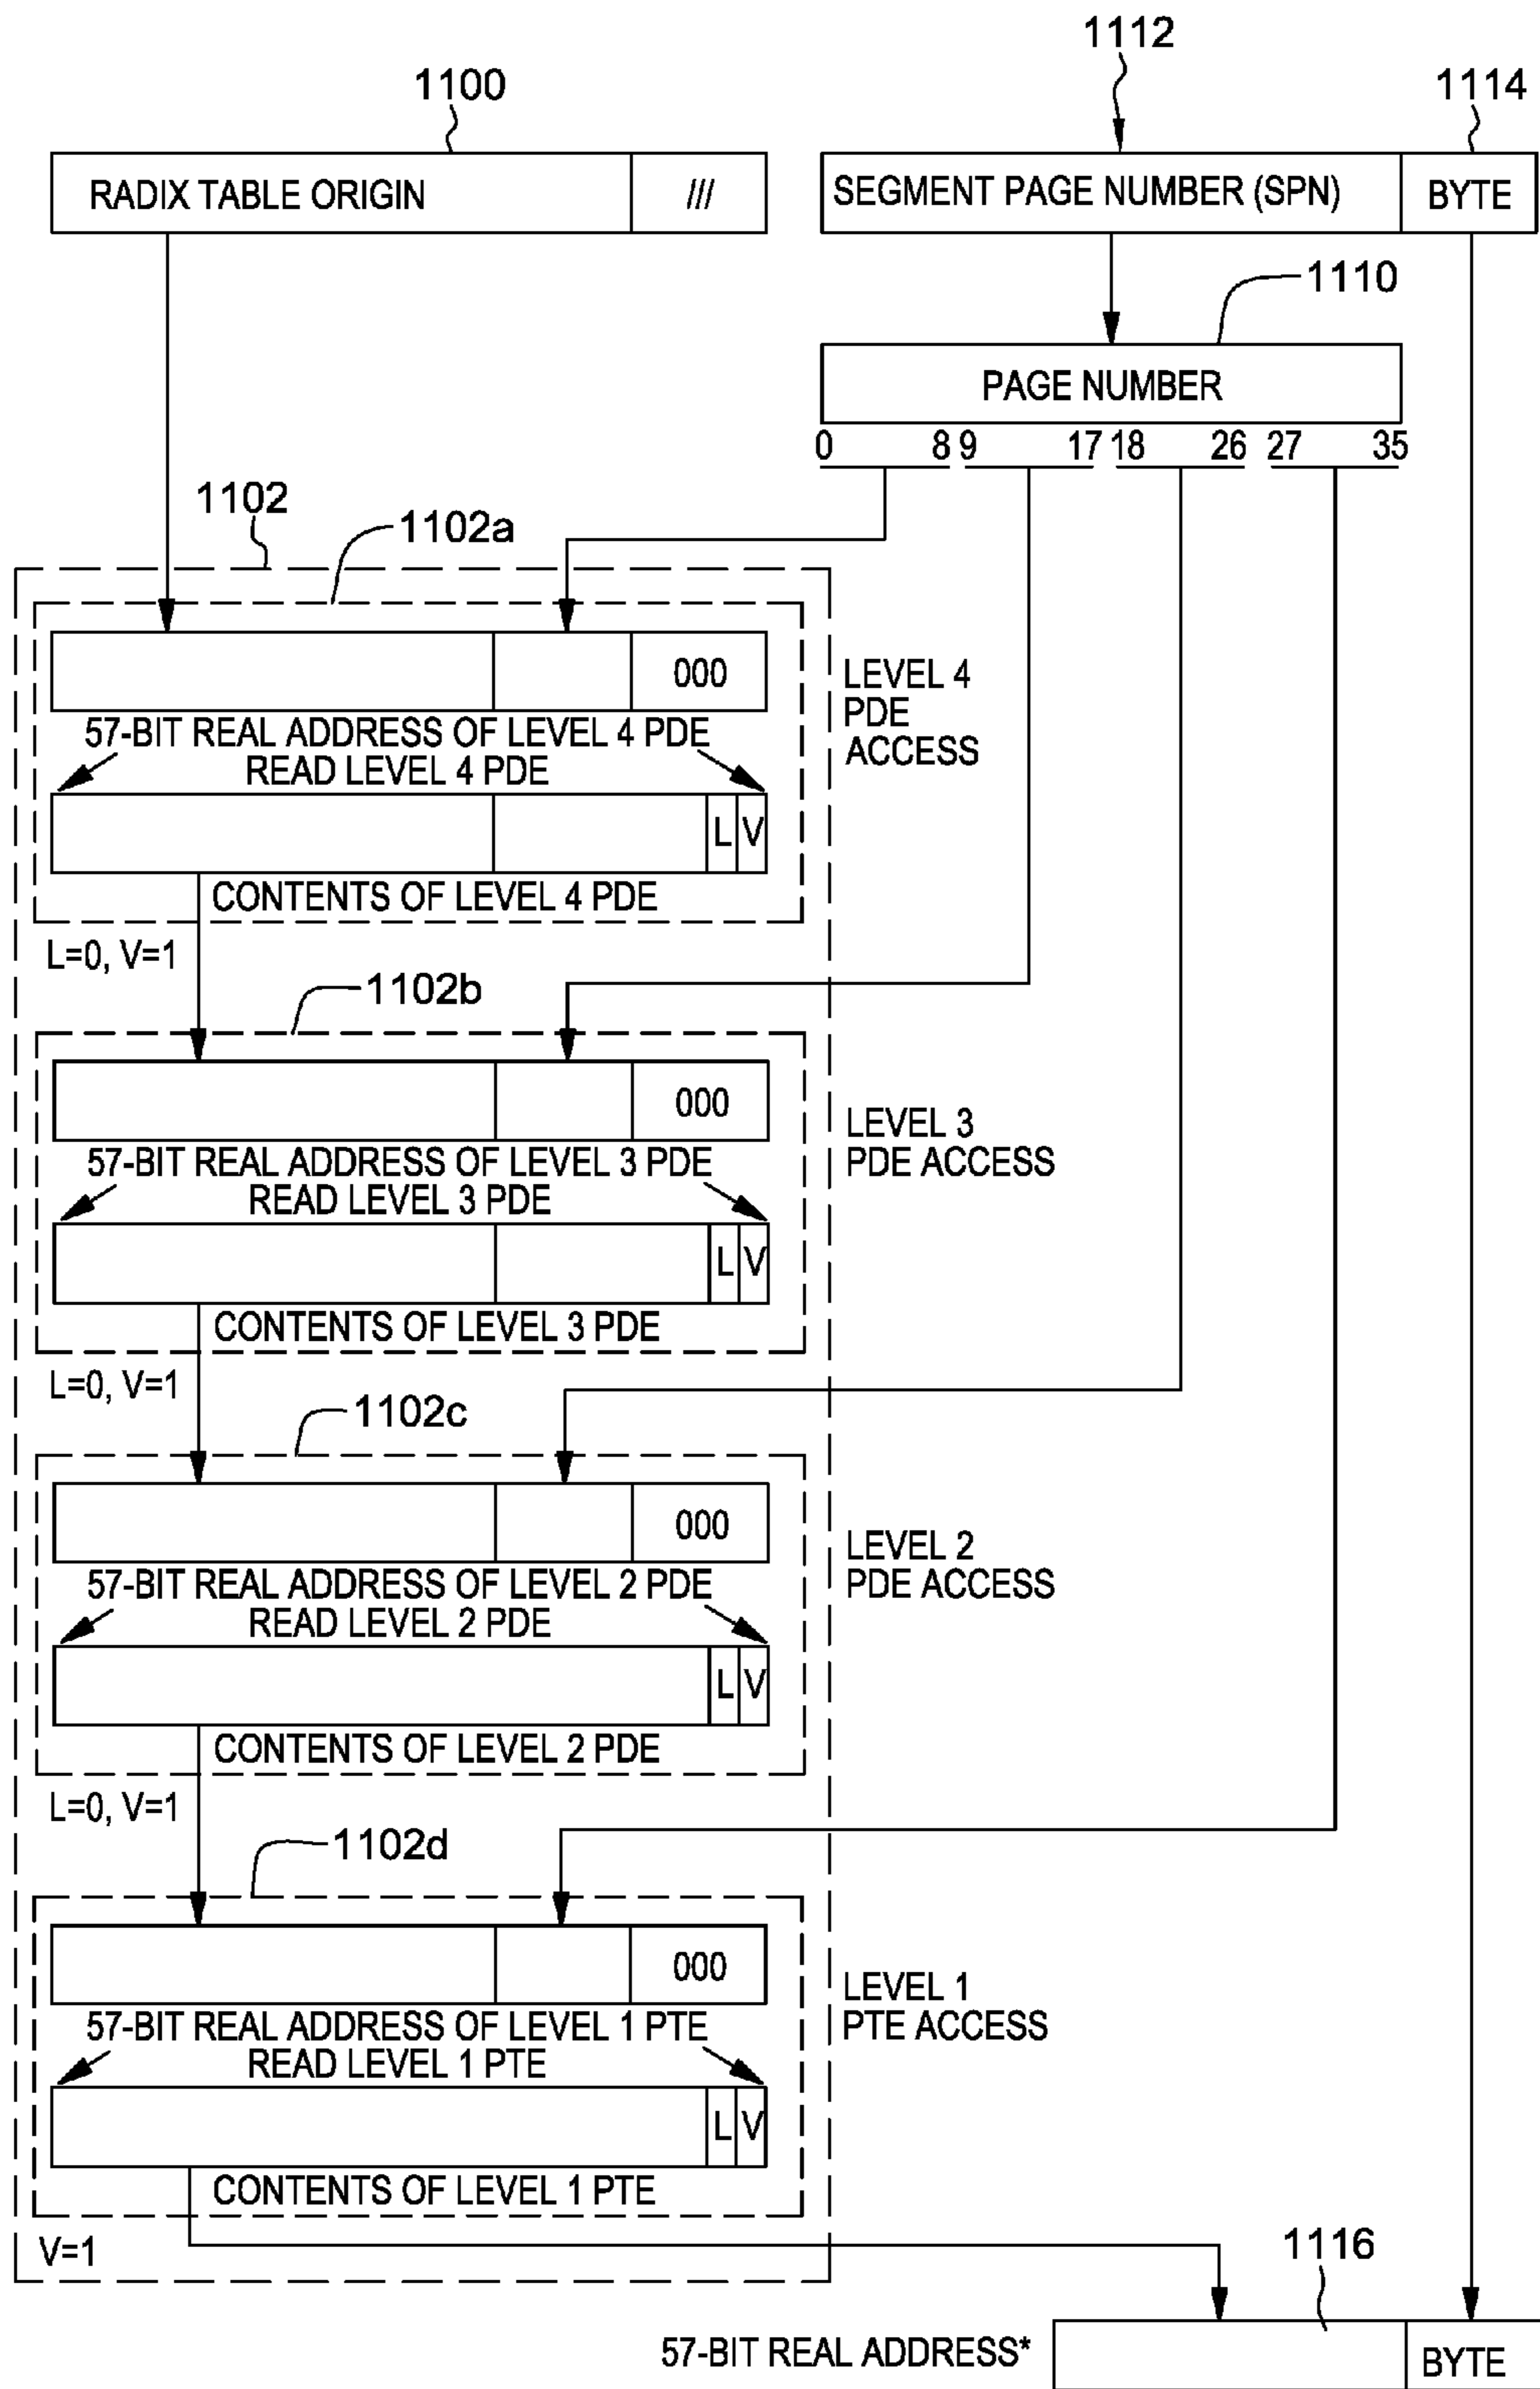 1112
1100
1114
RADIX TABLE ORIGIN
///
SEGMENT PAGE NUMBER (SPN)
BYTE
1110
PAGE NUMBER
0 8 9 17 18 26 27 35
1102
1102a
000
LEVEL 4
PDE
ACCESS
57-BIT REAL ADDRESS OF LEVEL 4 PDE
READ LEVEL 4 PDE
L V
CONTENTS OF LEVEL 4 PDE
L=0, V=1
1102b
000
LEVEL 3
PDE ACCESS
57-BIT REAL ADDRESS OF LEVEL 3 PDE
READ LEVEL 3 PDE
L V
CONTENTS OF LEVEL 3 PDE
L=0, V=1
1102c
000
LEVEL 2
PDE ACCESS
57-BIT REAL ADDRESS OF LEVEL 2 PDE
READ LEVEL 2 PDE
L V
CONTENTS OF LEVEL 2 PDE
L=0, V=1
1102d
000
LEVEL 1
PTE ACCESS
57-BIT REAL ADDRESS OF LEVEL 1 PTE
READ LEVEL 1 PTE
L V
CONTENTS OF LEVEL 1 PTE
V=1
1116
57-BIT REAL ADDRESS*
BYTE